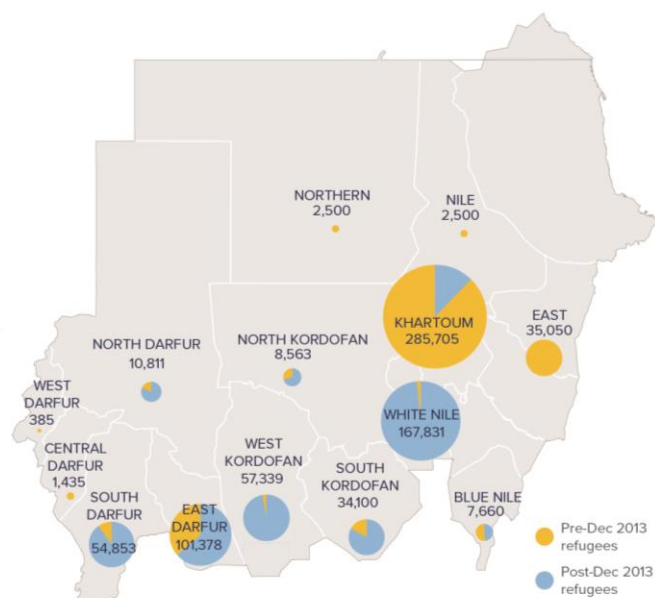 NORTHERN
2,500
NILE
2,500
KHARTOUM
285,705
EAST
35,050
NORTH DARFUR
10,811
NORTH KORDOFAN
8,563
WEST
DARFUR
385
WHITE NILE
167,831
CENTRAL
DARFUR
1,435
WEST
KORDOFAN
57,339
SOUTH
KORDOFAN
34,100
SOUTH
DARFUR
54,853
EAST
DARFUR
101,378
BLUE NILE
7,660
Pre-Dec 2013
refugees
Post-Dec 2013
refugees